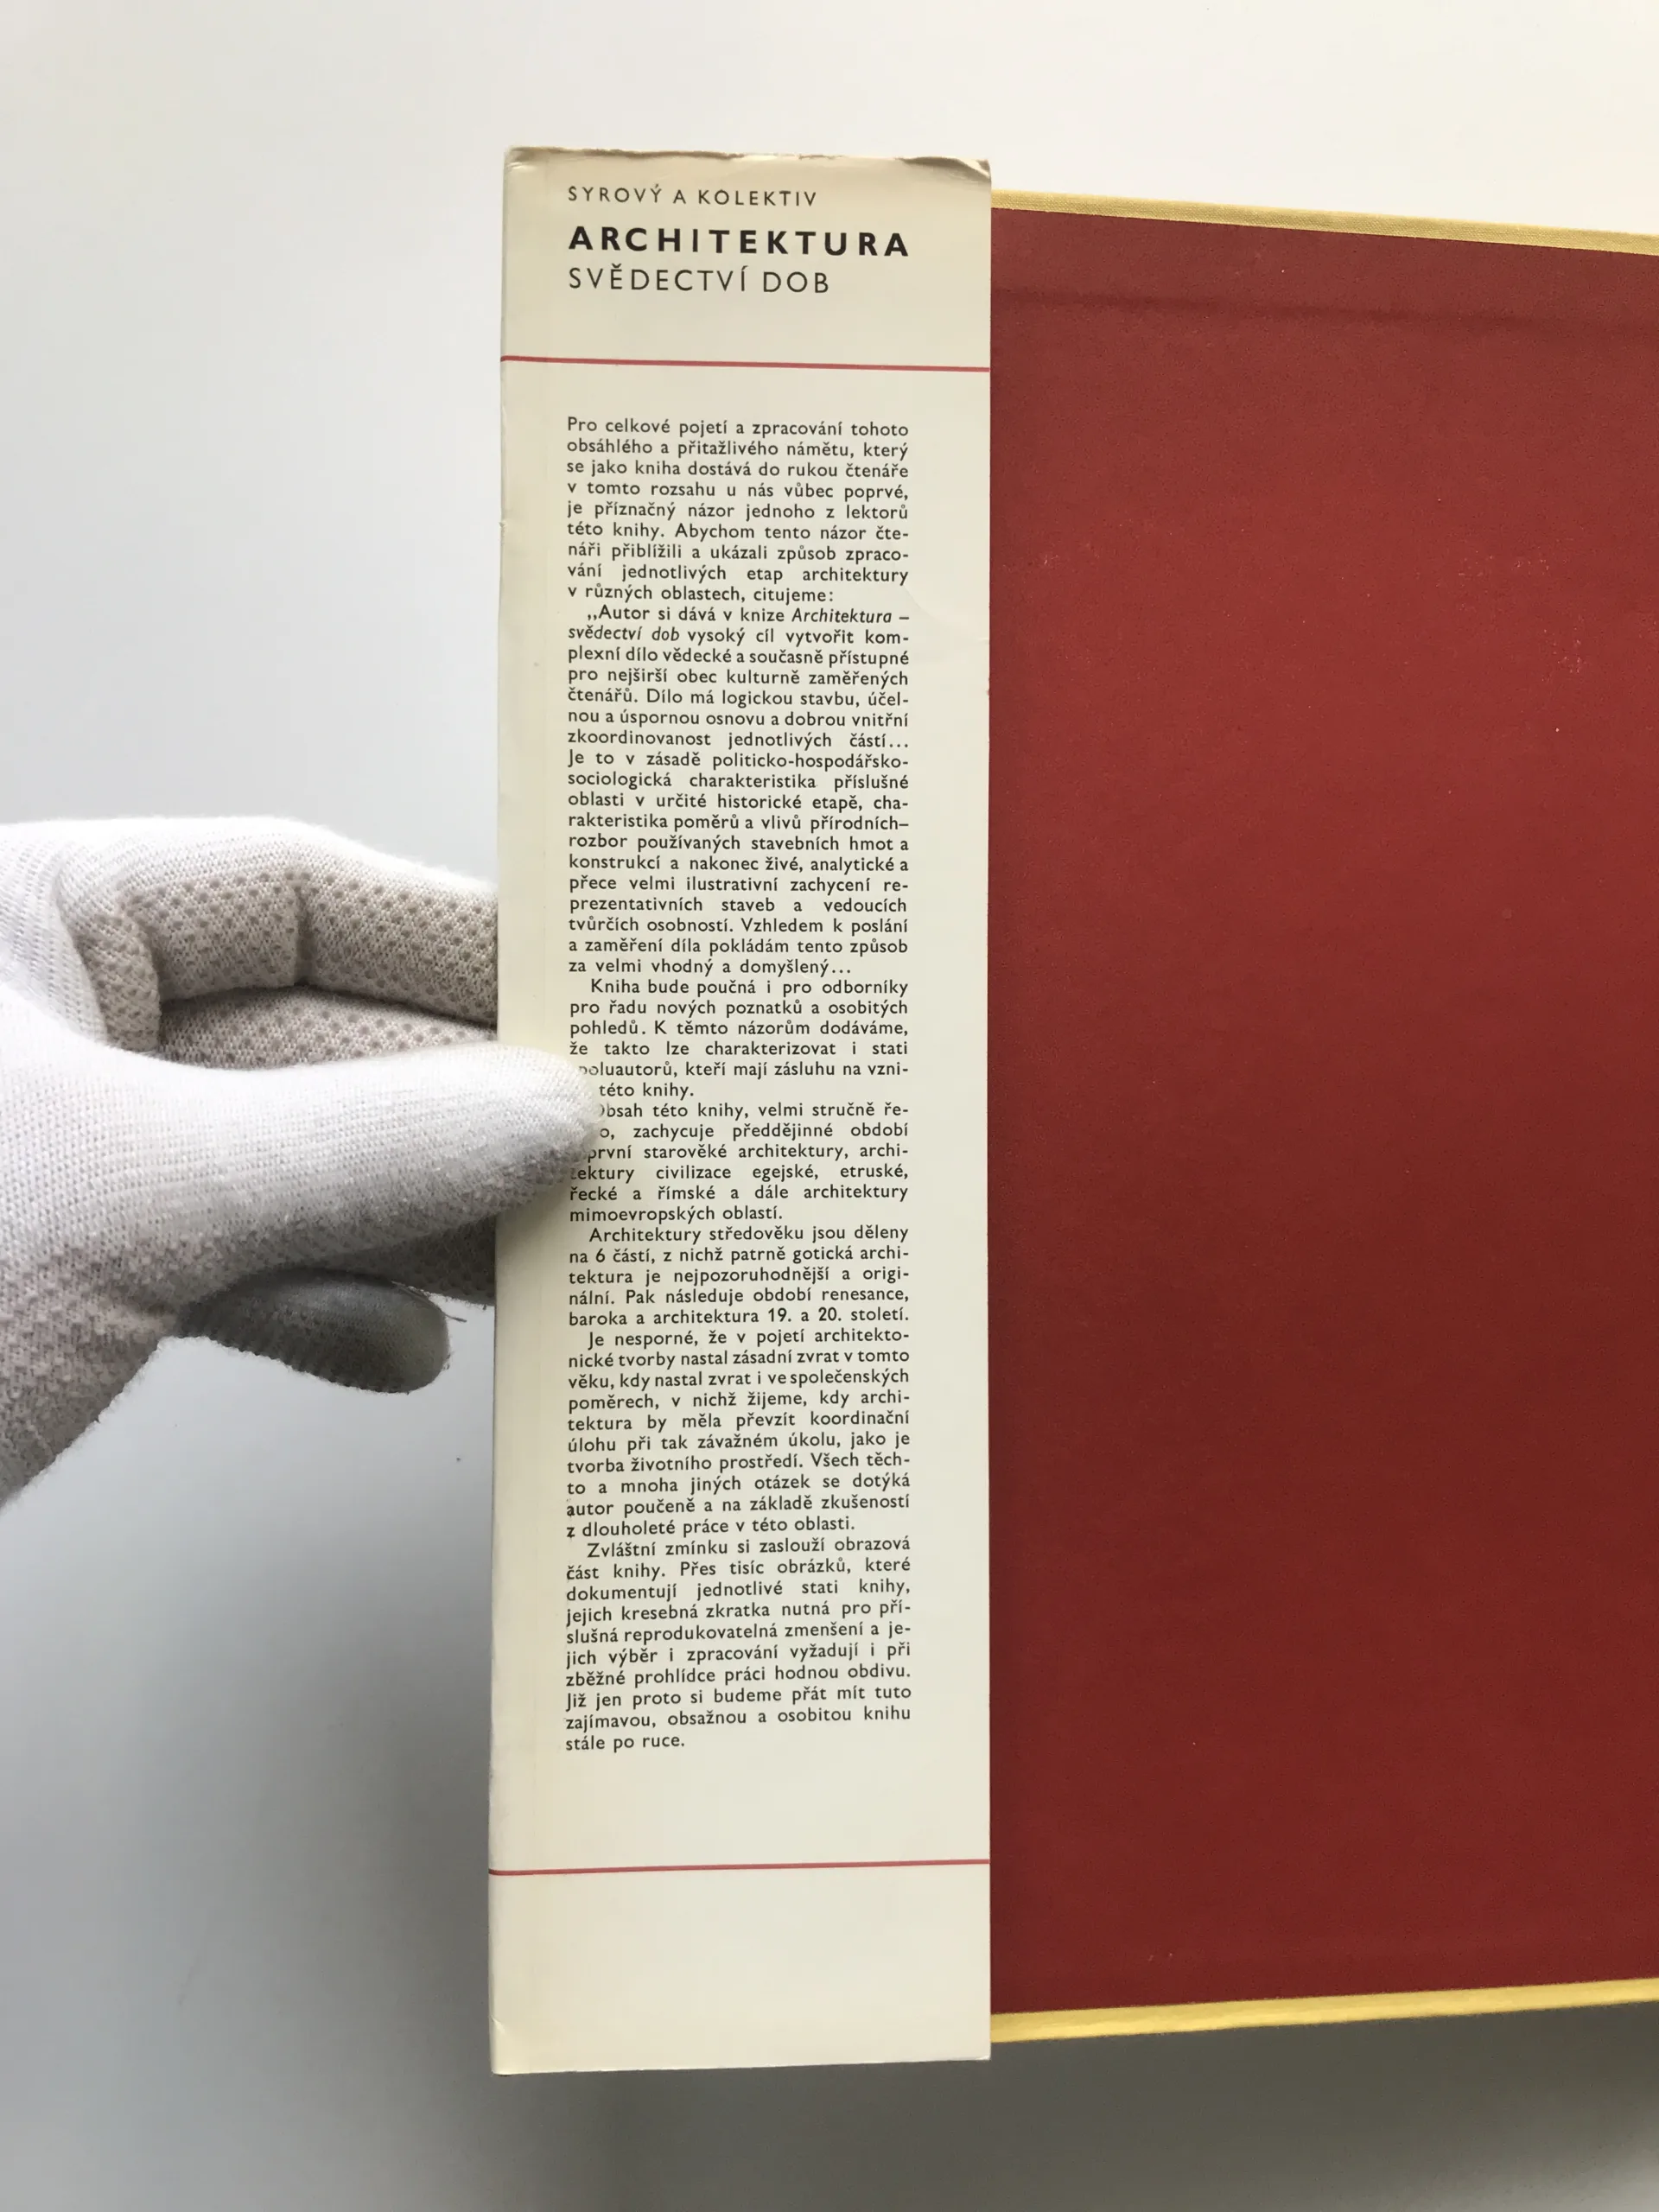 SYROVÝ A KOLEKTIV
ARCHITEKTURA
SVĚDECTVÍ DOB
Pro celkové pojetí a zpracování tohoto
obsáhlého a přitažlivého námětu, který
se jako kniha dostává do rukou čtenáře
v tomto rozsahu u nás vůbec poprvé,
je příznačný názor jednoho z lektorů
této knihy. Abychom tento názor čte-
náři přiblížili a ukázali způsob zpraco-
vání jednotlivých etap architektury
v různých oblastech, citujeme:
„Autor si dává v knize Architektura –
svědectví dob vysoký cíl vytvořit kom-
plexní dílo vědecké a současně přístupné
pro nejširší obec kulturně zaměřených
čtenářů. Dílo má logickou stavbu, účel-
nou a úspornou osnovu a dobrou vnitřní
zkoordinovanost jednotlivých částí...
Je to v zásadě politicko-hospodářsko-
sociologická charakteristika příslušné
oblasti v určité historické etapě, cha-
rakteristika poměrů a vlivů přírodních–
rozbor používaných stavebních hmot a
konstrukcí a nakonec živé, analytické a
přece velmi ilustrativní zachycení re-
prezentativních staveb a vedoucích
tvůrčích osobností. Vzhledem k poslání
a zaměření díla pokládám tento způsob
za velmi vhodný a domyšlený...
Kniha bude poučná i pro odborníky
pro řadu nových poznatků a osobitých
pohledů. K těmto názorům dodáváme,
že takto lze charakterizovat i stati
poluautorů, kteří mají zásluhu na vzni-
této knihy.
Obsah této knihy, velmi stručně ře-
o, zachycuje předdějinné období
první starověké architektury, archi-
tektury civilizace egejské, etruské,
řecké a římské a dále architektury
mimoevropských oblastí.
Architektury středověku jsou děleny
na 6 částí, z nichž patrně gotická archi-
tektura je nejpozoruhodnější a origi-
nální. Pak následuje období renesance,
baroka a architektura 19. a 20. století.
Je nesporné, že v pojetí architekto-
nické tvorby nastal zásadní zvrat v tomto
věku, kdy nastal zvrat i ve společenských
poměrech, v nichž žijeme, kdy archi-
tektura by měla převzít koordinační
úlohu při tak závažném úkolu, jako je
tvorba životního prostředí. Všech těch-
to a mnoha jiných otázek se dotýká
autor poučeně a na základě zkušeností
z dlouholeté práce v této oblasti.
Zvláštní zmínku si zaslouží obrazová
část knihy. Přes tisíc obrázků, které
dokumentují jednotlivé stati knihy,
jejich kresebná zkratka nutná pro pří-
slušná reprodukovatelná zmenšení a je-
jich výběr i zpracování vyžadují i při
zběžné prohlídce práci hodnou obdivu.
Již jen proto si budeme přát mít tuto
zajímavou, obsažnou a osobitou knihu
stále po ruce.